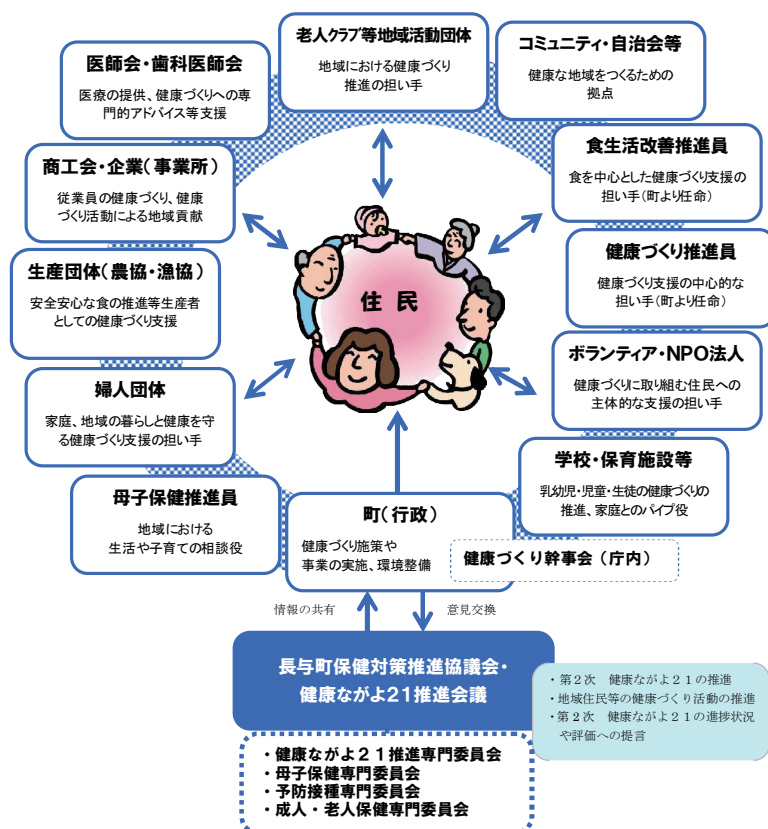 老人クラブ等地域活動団体
地域における健康づくり
推進の担い手
コミュニティ・自治会等
健康な地域をつくるための
拠点
医師会・歯科医師会
医療の提供、健康づくりへの専
門的アドバイス等支援
食生活改善推進員
食を中心とした健康づくり支援の
担い手(町より任命)
商工会・企業(事業所)
従業員の健康づくり、健康
づくり活動による地域貢献
健康づくり推進員
健康づくり支援の中心的な
担い手(町より任命)
生産団体(農協・漁協)
安全安心な食の推進等生産者
としての健康づくり支援
住民
ボランティア・NPO法人
健康づくりに取り組む住民への
主体的な支援の担い手
婦人団体
家庭、地域の暮らしと健康を守
る健康づくり支援の担い手
学校・保育施設等
乳幼児・児童・生徒の健康づくりの
推進、家庭とのパイプ役
母子保健推進員
地域における
生活や子育ての相談役
町(行政)
健康づくり施策や
事業の実施、環境整備
健康づくり幹事会(庁内)
情報の共有
意見交換
長与町保健対策推進協議会・
健康ながよ21推進会議
・第2次 健康ながよ21の推進
・地域住民等の健康づくり活動の推進
・第2次 健康ながよ21の進捗状況
や評価への提言
・健康ながよ21推進専門委員会
・母子保健専門委員会
・予防接種専門委員会
・成人・老人保健専門委員会